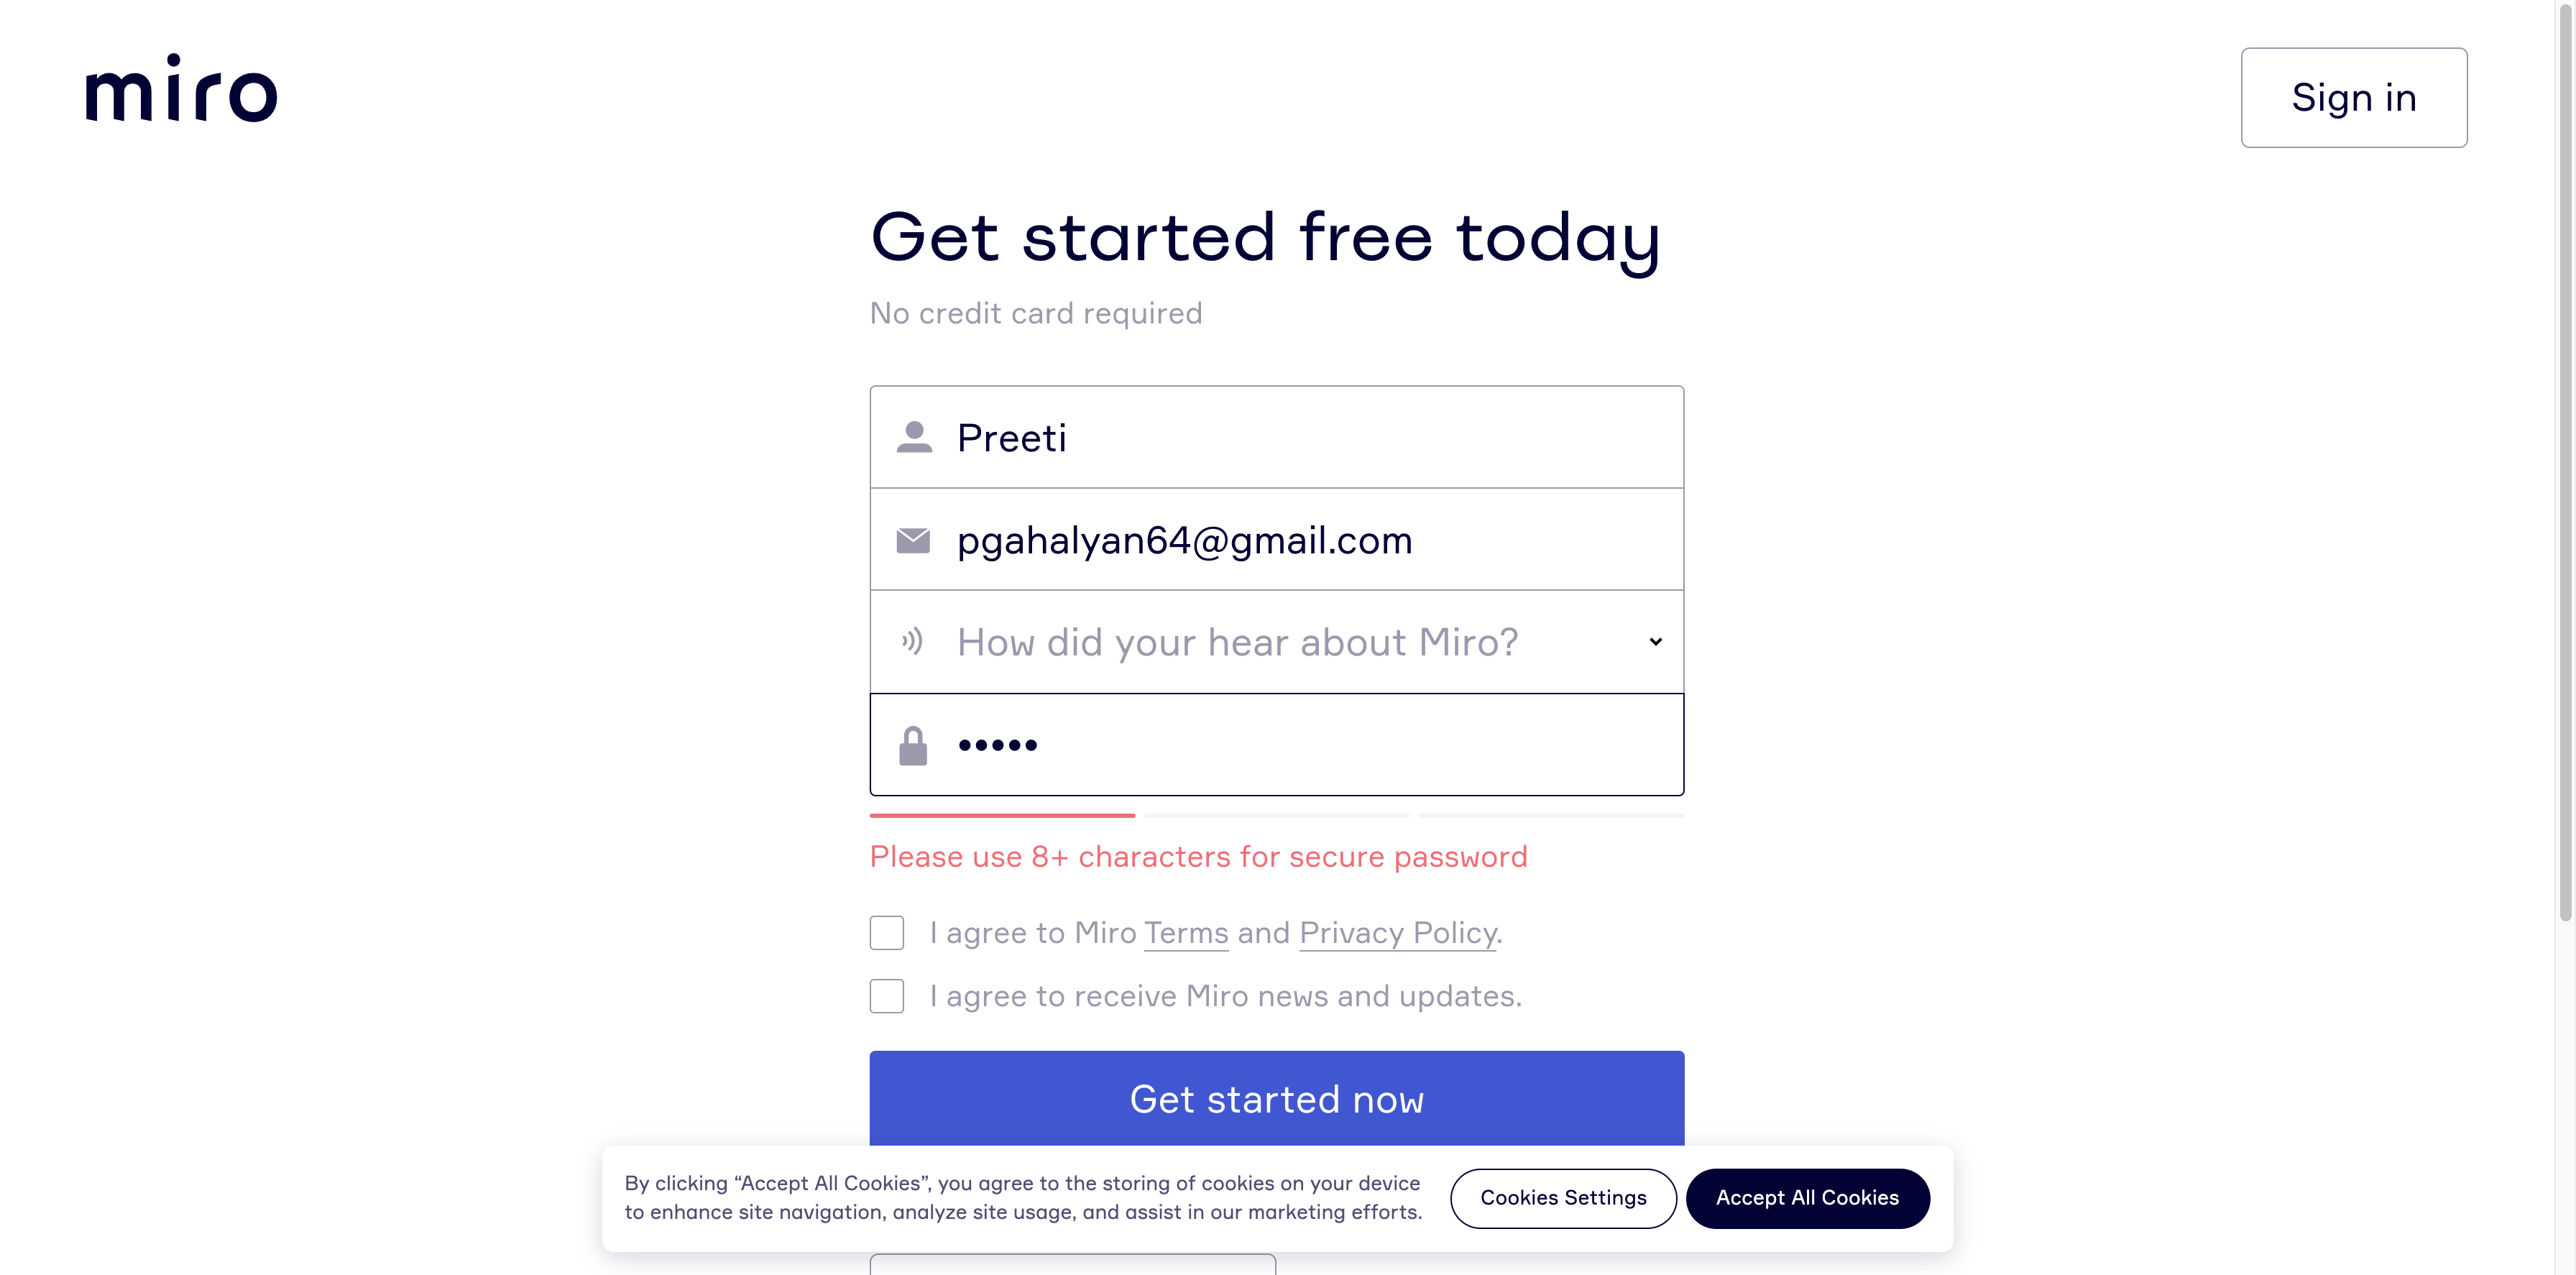 miro
Sign in
Get started free today
No credit card required
Preeti
pgahalyan64@gmail.com
How did your hear about Miro?
•••••
Please use 8+ characters for secure password
I agree to Miro Terms and Privacy Policy.
I agree to receive Miro news and updates.
Get started now
By clicking “Accept All Cookies”, you agree to the storing of cookies on your device
to enhance site navigation, analyze site usage, and assist in our marketing efforts.
Cookies Settings
Accept All Cookies